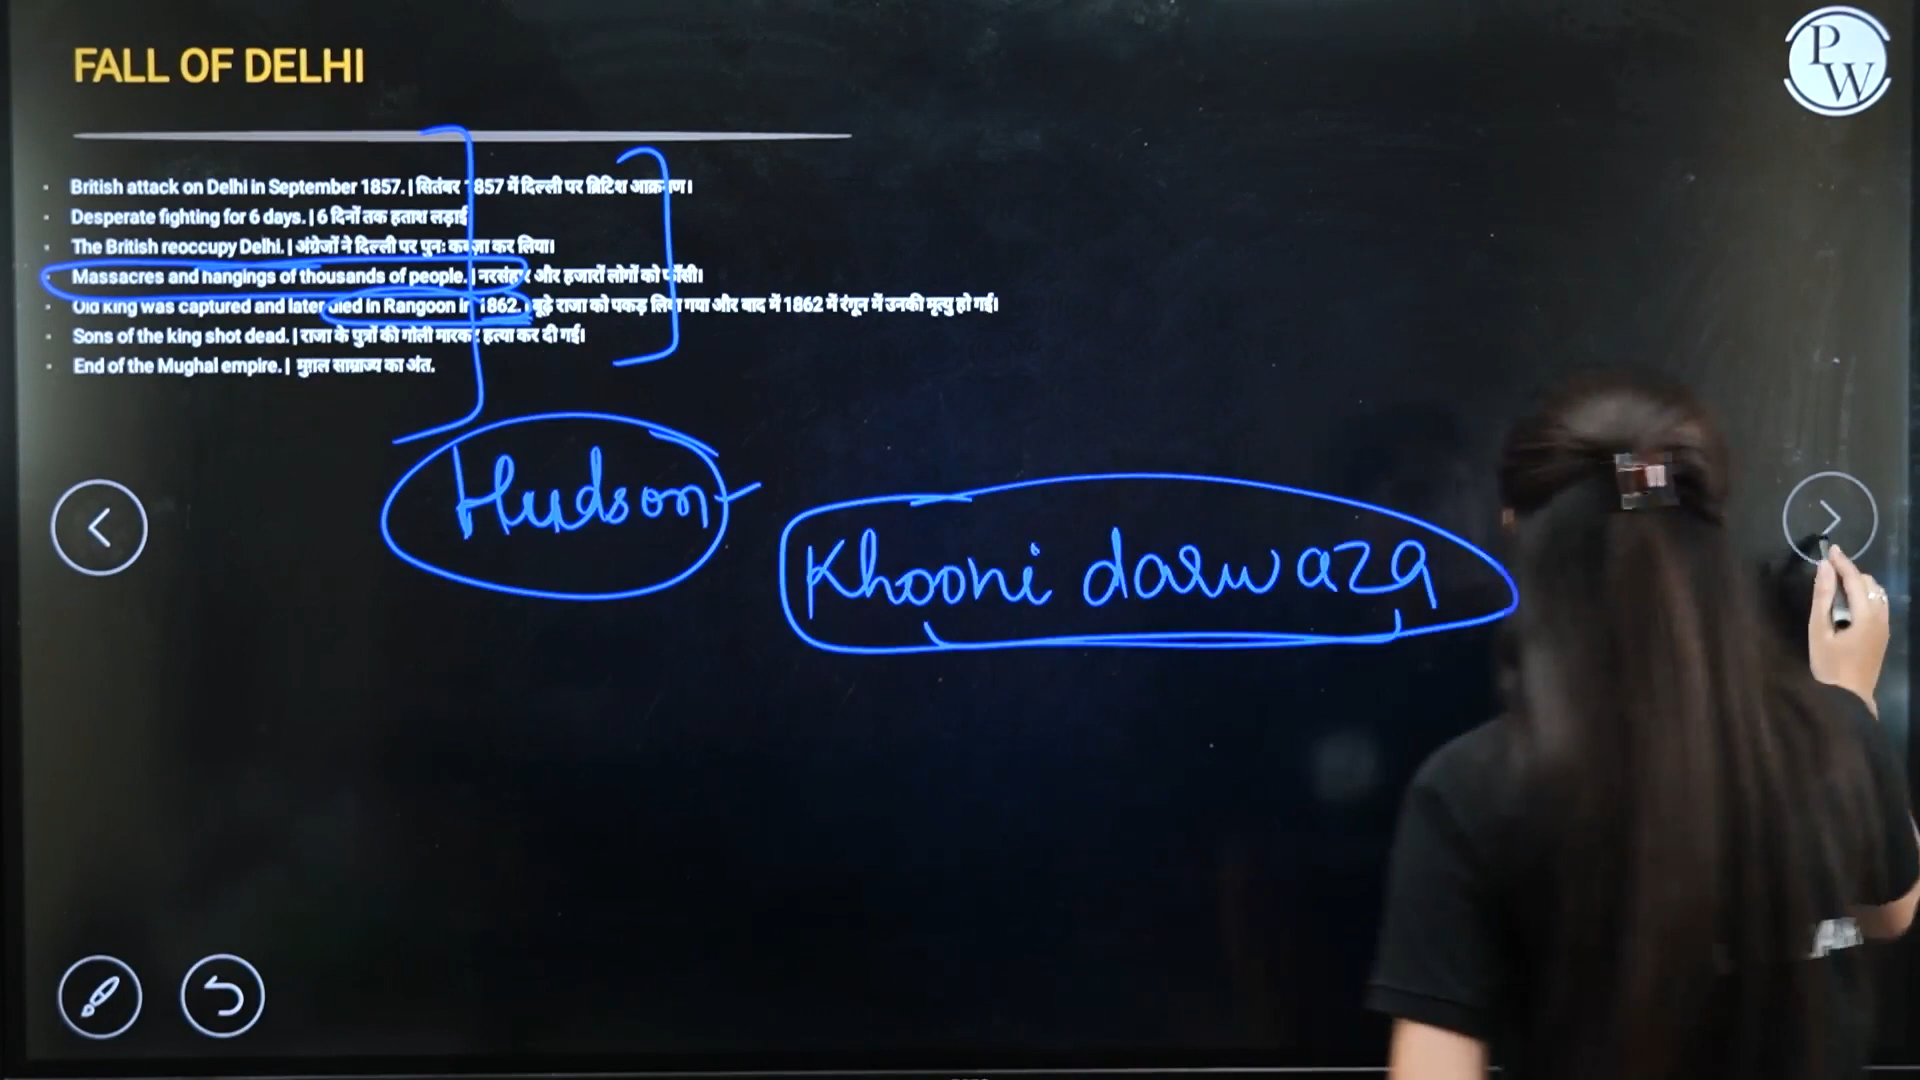 FALL OF DELHI
PW
British attack on Delhi in September 1857. | सितंबर 1857 में दिल्ली पर ब्रिटिश आक्रमण।
Desperate fighting for 6 days. | 6 दिनों तक हताश लड़ाई
The British reoccupy Delhi. | अंग्रेजों ने दिल्ली पर पुनः कब्ज़ा कर लिया।
Massacres and hangings of thousands of people. | नरसंहार और हजारों लोगों को फाँसी।
Old king was captured and later died in Rangoon in 1862. | बूढ़े राजा को पकड़ लिया गया और बाद में 1862 में रंगून में उनकी मृत्यु हो गई।
Sons of the king shot dead. | राजा के पुत्रों की गोली मारकर हत्या कर दी गई।
End of the Mughal empire. | मुग़ल साम्राज्य का अंत.
Hudson
Khooni darwaza